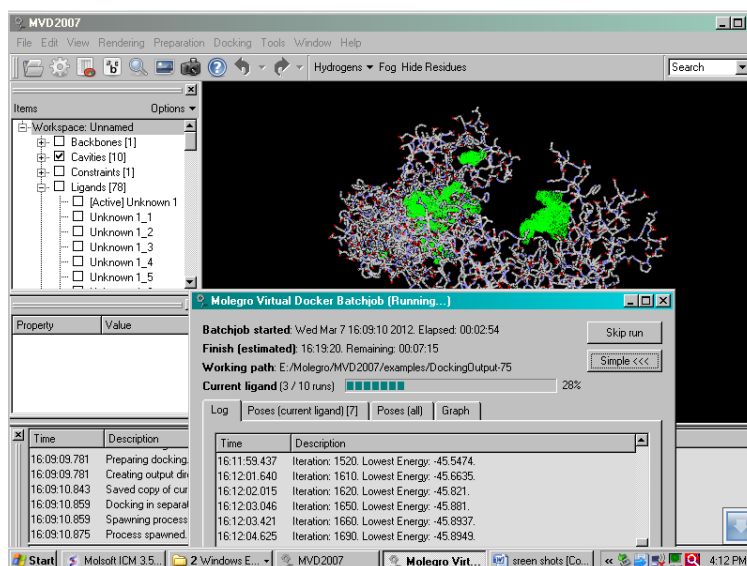 MVD2007
File Edit View Rendering Preparation Docking Tools Window Help
Hydrogens Fog Hide Residues
Search
Items Options
Workspace: Unnamed
Backbones [1]
Cavities [10]
Constraints [1]
Ligands [78]
[Active] Unknown 1
Unknown 1_1
Unknown 1_2
Unknown 1_3
Unknown 1_4
Unknown 1_5
Property Value
Molegro Virtual Docker Batchjob (Running...)
Batchjob started: Wed Mar 7 16:09:10 2012. Elapsed: 00:02:54
Skip run
Finish (estimated): 16:19:20. Remaining: 00:07:15
Working path: E:/Molegro/MVD2007/examples/DockingOutput-75
Simple <<<
Current ligand (3 / 10 runs) 28%
Log Poses (current ligand) [7] Poses (all) Graph
Time Description
16:11:59.437 Iteration: 1520. Lowest Energy: -45.5474.
16:12:01.640 Iteration: 1610. Lowest Energy: -45.6635.
16:12:02.015 Iteration: 1620. Lowest Energy: -45.821.
16:12:03.046 Iteration: 1650. Lowest Energy: -45.881.
16:12:03.421 Iteration: 1660. Lowest Energy: -45.8937.
16:12:04.625 Iteration: 1690. Lowest Energy: -45.8949.
Time Description
16:09:09.781 Preparing docking.
16:09:09.781 Creating output dire
16:09:10.843 Saved copy of cur
16:09:10.859 Docking in separat
16:09:10.859 Spawning process
16:09:10.875 Process spawned.
Start Molsoft ICM 3.5... 2 Windows E... MVD2007 Molegro Virt... sreen shots [Co... 4:12 PM